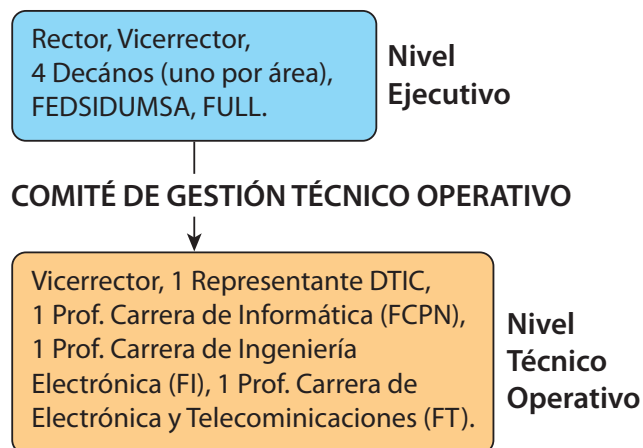 Rector, Vicerrector,
4 Decános (uno por área),
FEDSIDUMSA, FULL.
Nivel
Ejecutivo
COMITÉ DE GESTIÓN TÉCNICO OPERATIVO
Vicerrector, 1 Representante DTIC,
1 Prof. Carrera de Informática (FCPN),
1 Prof. Carrera de Ingeniería
Electrónica (FI), 1 Prof. Carrera de
Electrónica y Telecominicaciones (FT).
Nivel
Técnico
Operativo